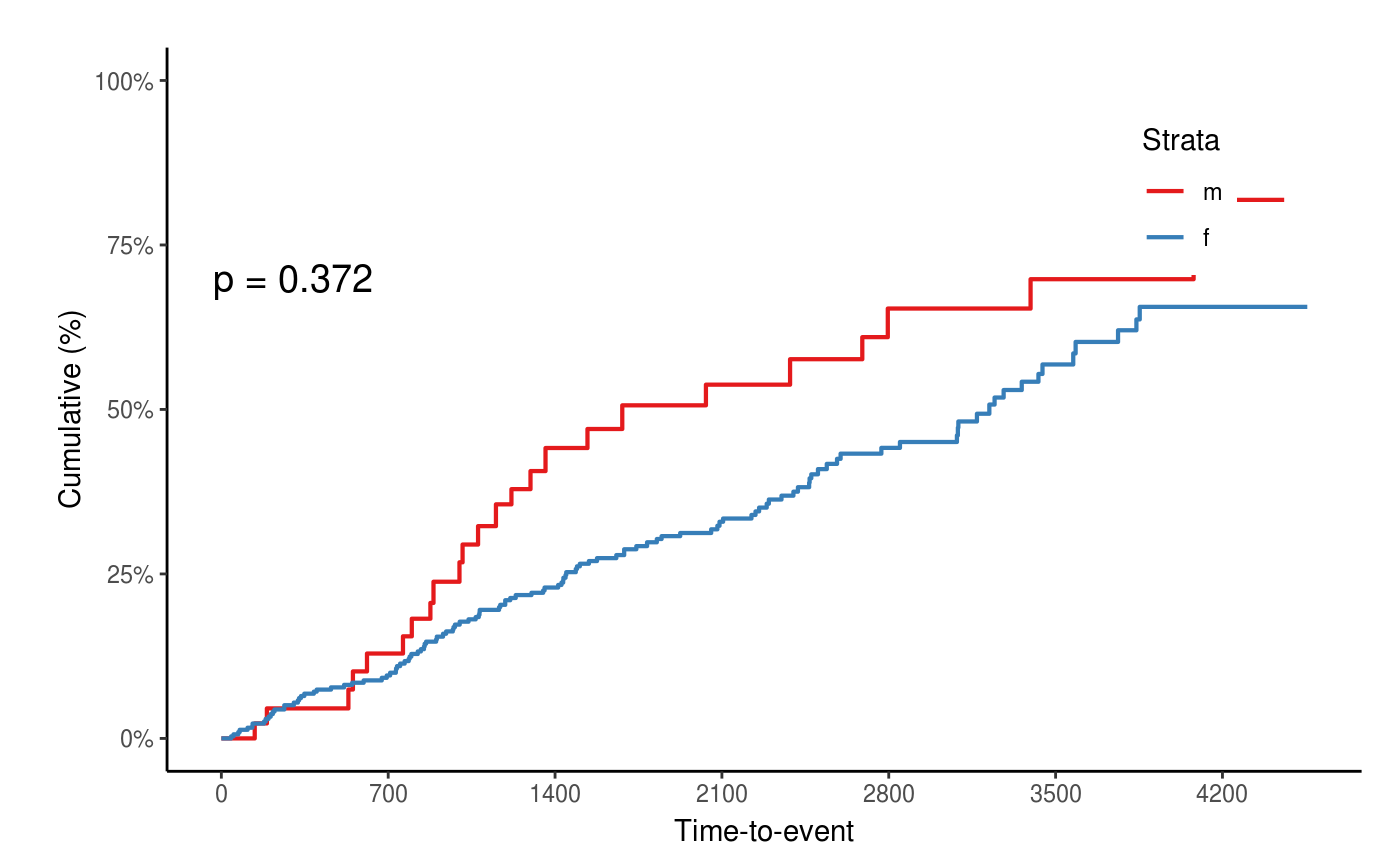 100%
75%
50%
25%
0%
Cumulative (%)
p = 0.372
Strata
m
f
0 700 1400 2100 2800 3500 4200
Time-to-event